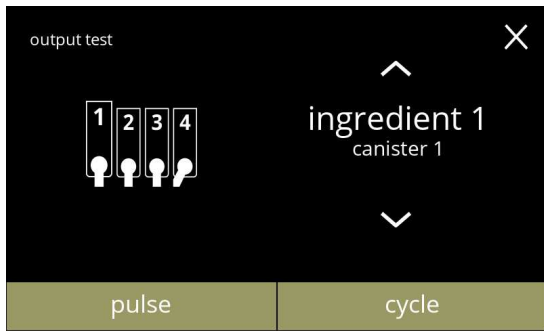 output test
1 2 3 4
ingredient 1
canister 1
pulse
cycle